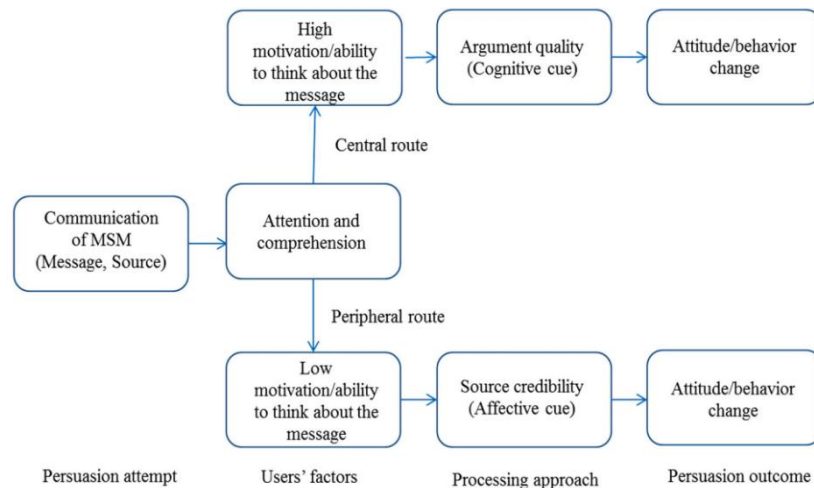 High
motivation/ability
to think about the
message
Argument quality
(Cognitive cue)
Attitude/behavior
change
Central route
Communication
of MSM
(Message, Source)
Attention and
comprehension
Peripheral route
Low
motivation/ability
to think about the
message
Source credibility
(Affective cue)
Attitude/behavior
change
Persuasion attempt
Users’ factors
Processing approach
Persuasion outcome